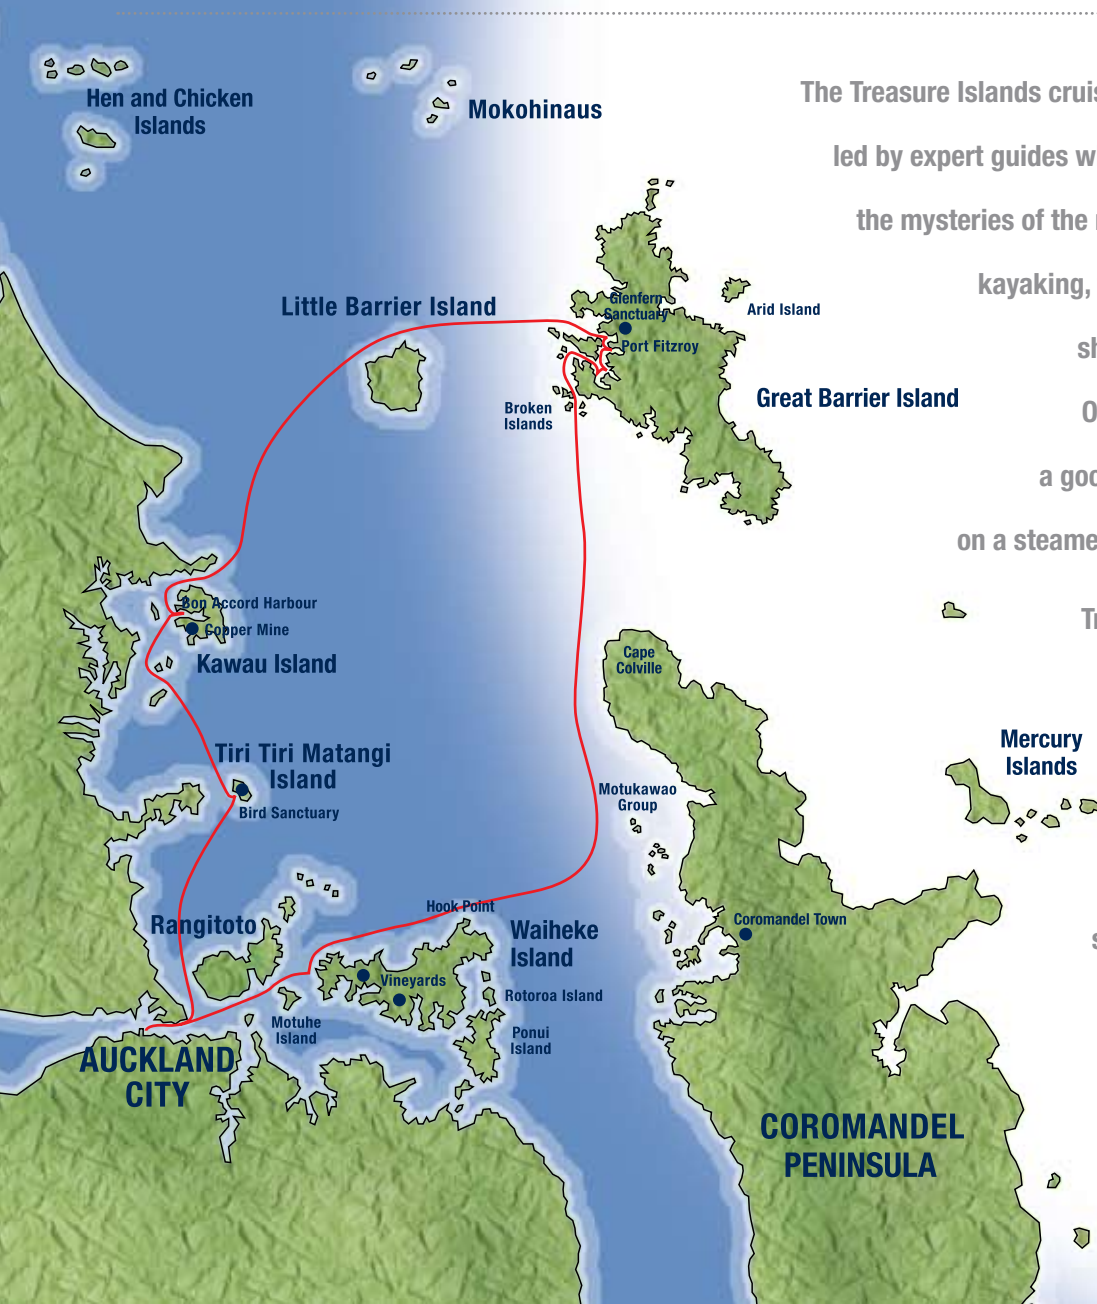 The Treasure Islands cruis
led by expert guides w
the mysteries of the
kayaking,
sh
O
a goo
on a steame
Tr
s
Hen and Chicken
Islands
Mokohinaus
Little Barrier Island
Glenfern
Sanctuary
Port Fitzroy
Arid Island
Great Barrier Island
Broken
Islands
Bon Accord Harbour
Copper Mine
Kawau Island
Cape
Colville
Tiri Tiri Matangi
Island
Bird Sanctuary
Mercury
Islands
Motukawao
Group
Hook Point
Rangitoto
Waiheke
Island
Coromandel Town
Vineyards
Rotoroa Island
Motuhe
Island
Ponui
Island
AUCKLAND
CITY
COROMANDEL
PENINSULA